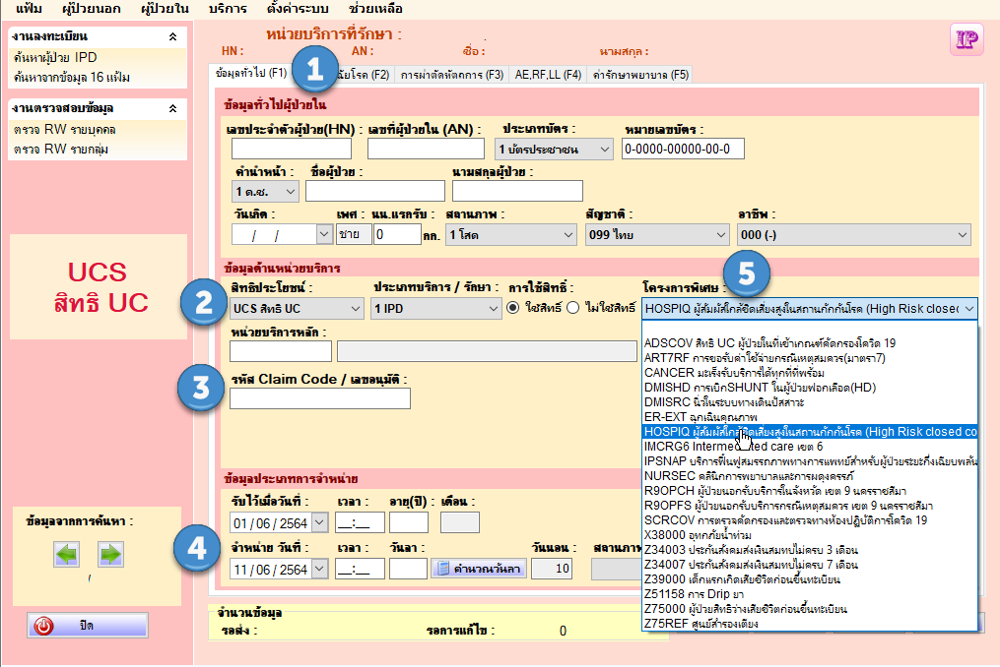 แฟ้ม ผู้ป่วยนอก ผู้ป่วยใน บริการ ตั้งค่าระบบ ช่วยเหลือ
งานลงทะเบียน
ค้นหาผู้ป่วย IPD
ค้นหาจากข้อมูล 16 แฟ้ม
งานตรวจสอบข้อมูล
ตรวจ RW รายบุคคล
ตรวจ RW รายกลุ่ม
UCS
สิทธิ UC
ข้อมูลจากการค้นหา :
/
ปิด
หน่วยบริการที่รักษา :
HN : AN : ชื่อ : นามสกุล :
IP
ข้อมูลทั่วไป (F1) 1 ฉัยโรค (F2) การผ่าตัดหัตถการ (F3) AE,RF,LL (F4) ค่ารักษาพยาบาล (F5)
ข้อมูลทั่วไปผู้ป่วยใน
เลขประจำตัวผู้ป่วย(HN) : เลขที่ผู้ป่วยใน (AN) : ประเภทบัตร : หมายเลขบัตร :
1 บัตรประชาชน 0-0000-00000-00-0
คำนำหน้า : ชื่อผู้ป่วย : นามสกุลผู้ป่วย :
1 ด.ช.
วันเกิด : เพศ : นน.แรกรับ : สถานภาพ : สัญชาติ : อาชีพ :
/ / ชาย 0 กก. 1 โสด 099 ไทย 000 (-)
ข้อมูลด้านหน่วยบริการ
2 สิทธิประโยชน์ : ประเภทบริการ / รักษา : การใช้สิทธิ์ : โครงการพิเศษ : 5
UCS สิทธิ UC 1 IPD ใช้สิทธิ์ ไม่ใช้สิทธิ์ HOSPIQ ผู้สัมผัสใกล้ชิดเสี่ยงสูงในสถานกักกันโรค (High Risk closec
หน่วยบริการหลัก :
3 รหัส Claim Code / เลขอนุมัติ :
ADSCOV สิทธิ UC ผู้ป่วยในที่เข้าเกณฑ์คัดกรองโควิด 19
ART7RF การขอรับค่าใช้จ่ายกรณีเหตุสมควร(มาตรา7)
CANCER มะเร็งรับบริการได้ทุกที่ที่พร้อม
DMISHD การเบิกSHUNT ในผู้ป่วยฟอกเลือด(HD)
DMISRC นิ่วในระบบทางเดินปัสสาวะ
ER-EXT ฉุกเฉินคุณภาพ
HOSPIQ ผู้สัมผัสใกล้ชิดเสี่ยงสูงในสถานกักกันโรค (High Risk closed co
IMCRG6 Intermediated care เขต 6
IPSNAP บริการฟื้นฟูสมรรถภาพทางการแพทย์สำหรับผู้ป่วยระยะกึ่งเฉียบพลัน
NURSEC คลินิกการพยาบาลและการผดุงครรภ์
R9OPCH ผู้ป่วยนอกรับบริการในจังหวัด เขต 9 นครราชสีมา
R9OPFS ผู้ป่วยนอกรับบริการกรณีเหตุสมควร เขต 9 นครราชสีมา
SCRCOV การตรวจคัดกรองและตรวจทางห้องปฏิบัติการโควิด 19
X38000 อุทกภัยน้ำท่วม
Z34003 ประกันสังคมส่งเงินสมทบไม่ครบ 3 เดือน
Z34007 ประกันสังคมส่งเงินสมทบไม่ครบ 7 เดือน
Z39000 เด็กแรกเกิดเสียชีวิตก่อนขึ้นทะเบียน
Z51158 การ Drip ยา
Z75000 ผู้ป่วยสิทธิว่างเสียชีวิตก่อนขึ้นทะเบียน
Z75REF ศูนย์สำรองเตียง
ข้อมูลประเภทการจำหน่าย
รับไว้เมื่อวันที่ : เวลา : อายุ(ปี) : เดือน :
01 / 06 / 2564 __:__
4 จำหน่าย วันที่ : เวลา : วันลา : วันนอน : สถานภาพ
11 / 06 / 2564 __:__ คำนวณวันลา 10
จำนวนข้อมูล
รอส่ง : รอการแก้ไข : 0